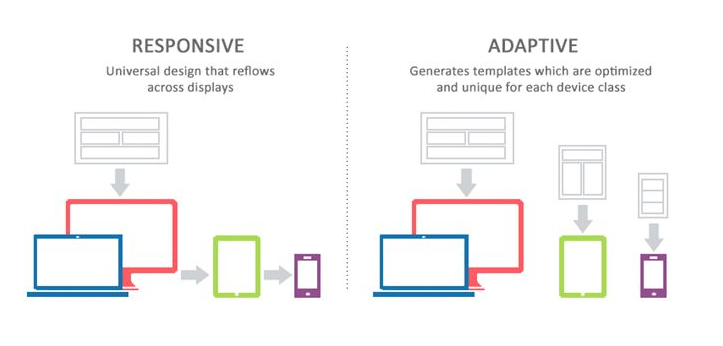 RESPONSIVE
Universal design that reflows
across displays
ADAPTIVE
Generates templates which are optimized
and unique for each device class